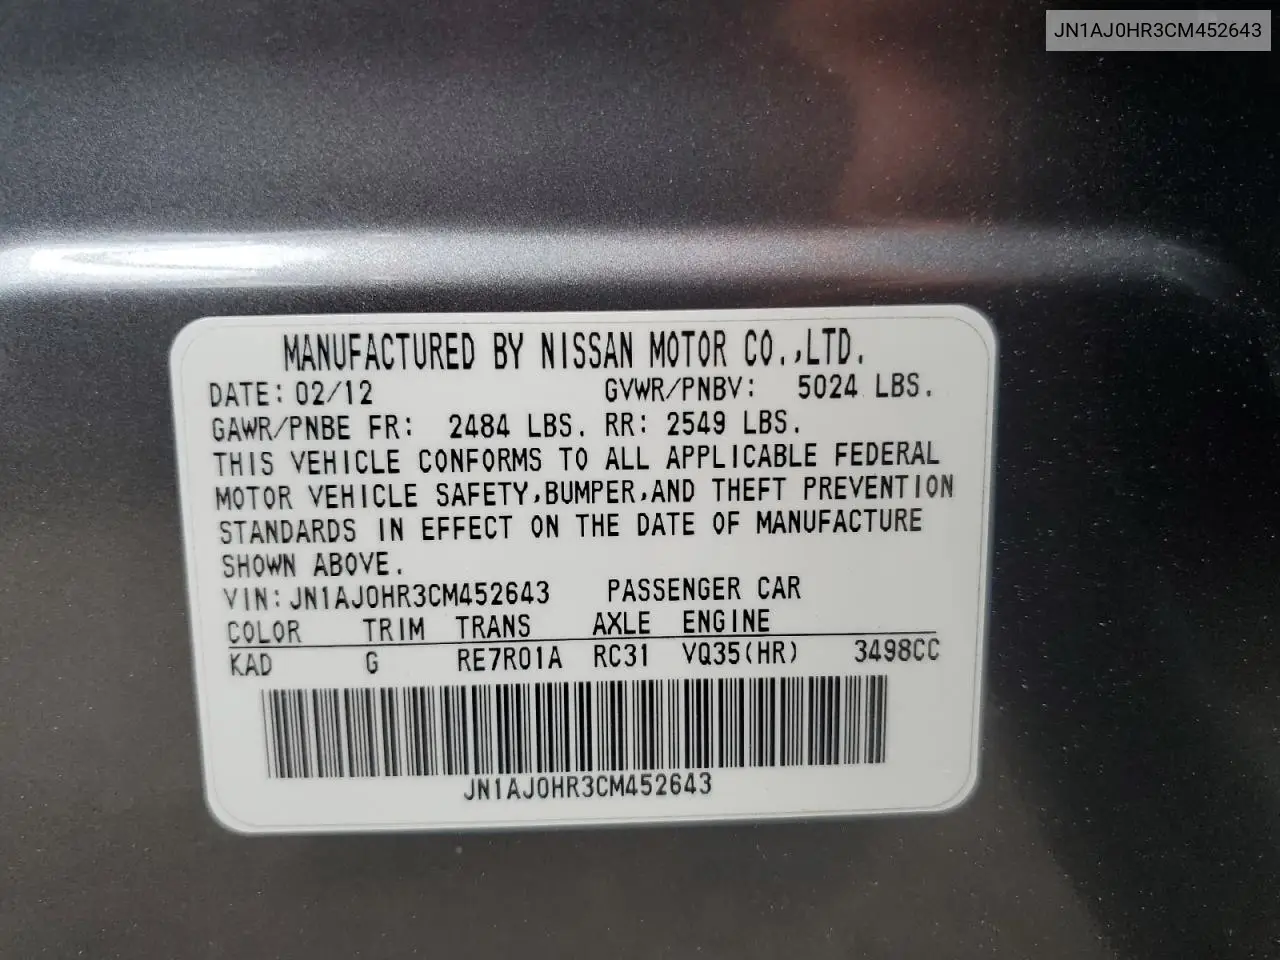 JN1AJ0HR3CM452643
MANUFACTURED BY NISSAN MOTOR CO.,LTD.
DATE: 02/12 GVWR/PNBV: 5024 LBS.
GAWR/PNBE FR: 2484 LBS. RR: 2549 LBS.
THIS VEHICLE CONFORMS TO ALL APPLICABLE FEDERAL
MOTOR VEHICLE SAFETY,BUMPER,AND THEFT PREVENTION
STANDARDS IN EFFECT ON THE DATE OF MANUFACTURE
SHOWN ABOVE.
VIN: JN1AJ0HR3CM452643 PASSENGER CAR
COLOR TRIM TRANS AXLE ENGINE
KAD G RE7R01A RC31 VQ35(HR) 3498CC
JN1AJ0HR3CM452643